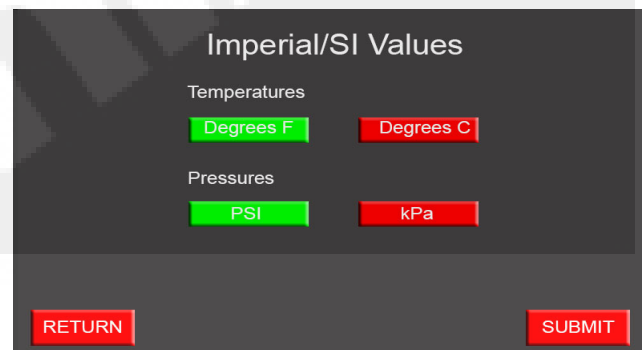 Imperial/SI Values
Temperatures
Degrees F Degrees C
Pressures
PSI kPa
RETURN SUBMIT